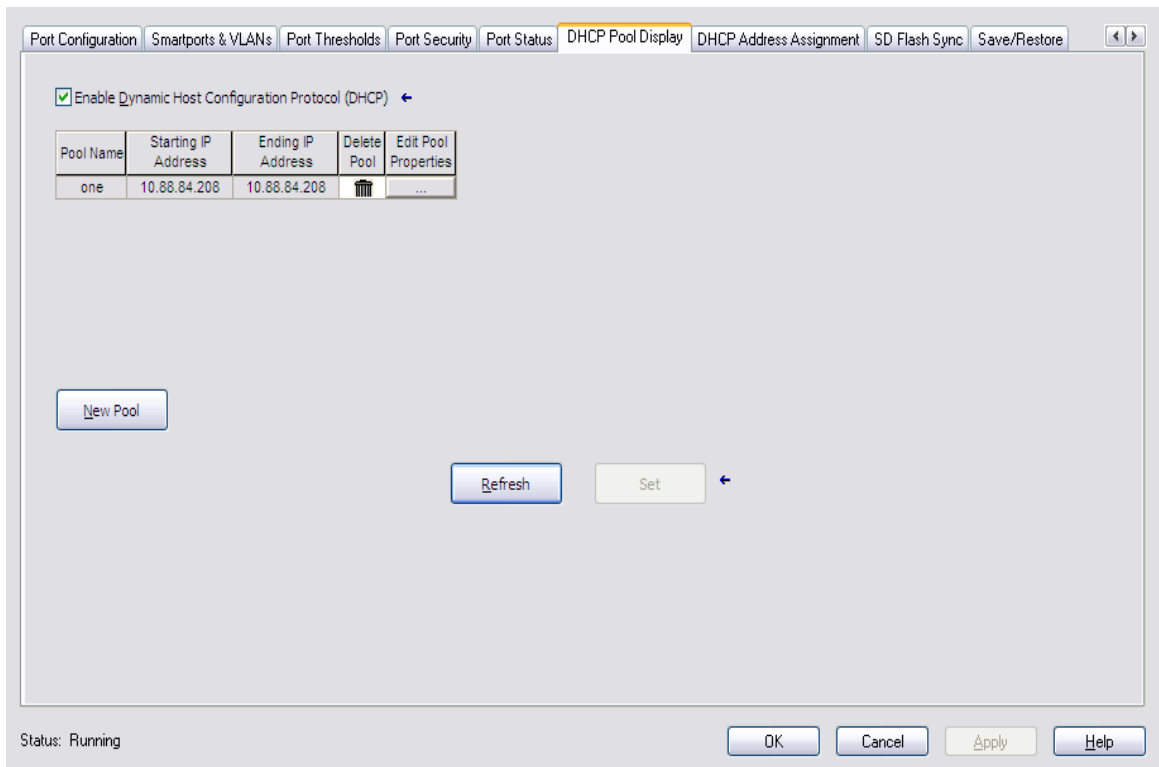 Port Configuration Smartports & VLANs Port Thresholds Port Security Port Status DHCP Pool Display DHCP Address Assignment SD Flash Sync Save/Restore
Enable Dynamic Host Configuration Protocol (DHCP)
Pool Name Starting IP Address Ending IP Address Delete Pool Edit Pool Properties
one 10.88.84.208 10.88.84.208 ...
New Pool
Refresh Set
Status: Running OK Cancel Apply Help